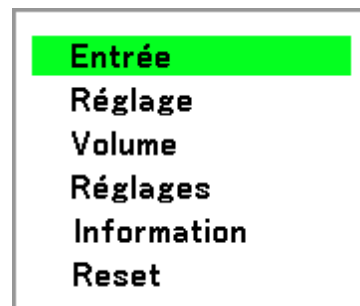 Entrée
Réglage
Volume
Réglages
Information
Reset